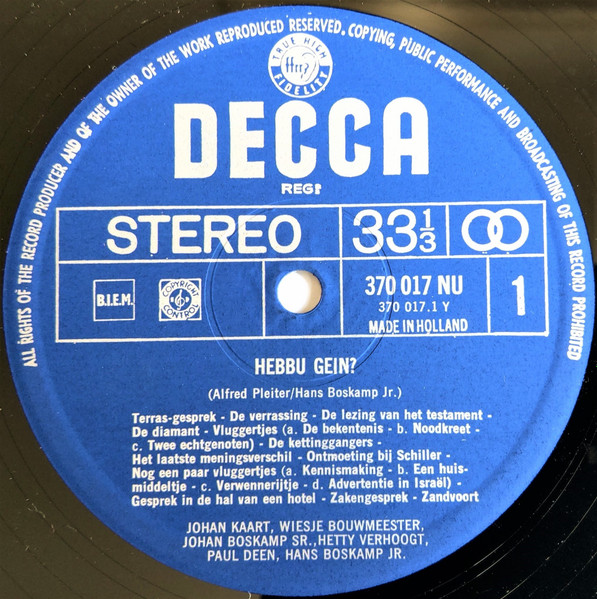 ALL RIGHTS OF THE RECORD PRODUCER AND OF THE OWNER OF THE WORK REPRODUCED RESERVED. COPYING, PUBLIC PERFORMANCE AND BROADCASTING OF THIS RECORD PROHIBITED
TRUE HIGH
ffrr
FIDELITY
DECCA
REGD
STEREO
33 1/3
B.I.E.M.
COPYRIGHT
CONTROL
370 017 NU
370 017.1 Y
MADE IN HOLLAND
1
HEBBU GEIN?
(Alfred Pleiter/Hans Boskamp Jr.)
Terras-gesprek - De verrassing - De lezing van het testament -
De diamant - Vluggertjes (a. De bekentenis - b. Noodkreet -
c. Twee echtgenoten) - De kettinggangers -
Het laatste meningsverschil - Ontmoeting bij Schiller -
Nog een paar vluggertjes (a. Kennismaking - b. Een huis-
middeltje - c. Verwennerijtje - d. Advertentie in Israël) -
Gesprek in de hal van een hotel - Zakengesprek - Zandvoort
JOHAN KAART, WIESJE BOUWMEESTER,
JOHAN BOSKAMP SR., HETTY VERHOOGT,
PAUL DEEN, HANS BOSKAMP JR.